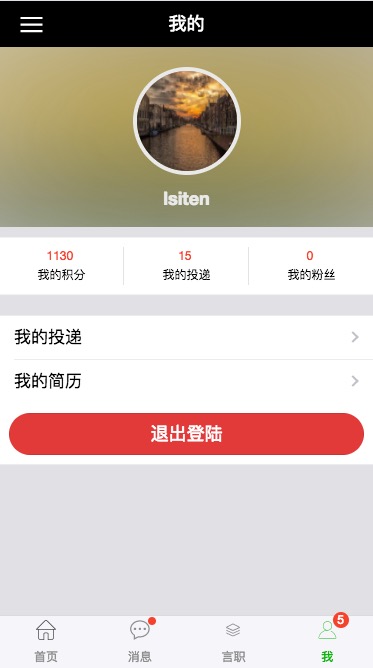 我的
lsiten
1130
15
0
我的积分
我的投递
我的粉丝
我的投递
我的简历
退出登陆
5
首页
消息
言职
我